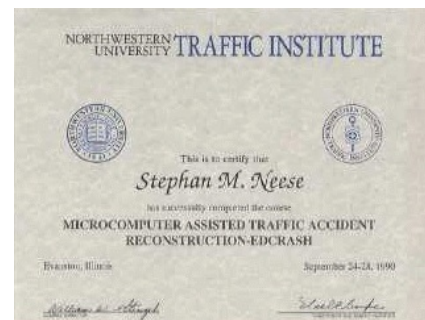 NORTHWESTERN
UNIVERSITY TRAFFIC INSTITUTE
This is to certify that
Stephan M. Neese
has successfully completed the course
MICROCOMPUTER ASSISTED TRAFFIC ACCIDENT
RECONSTRUCTION-EDCRASH
Evanston, Illinois
September 24-28, 1990